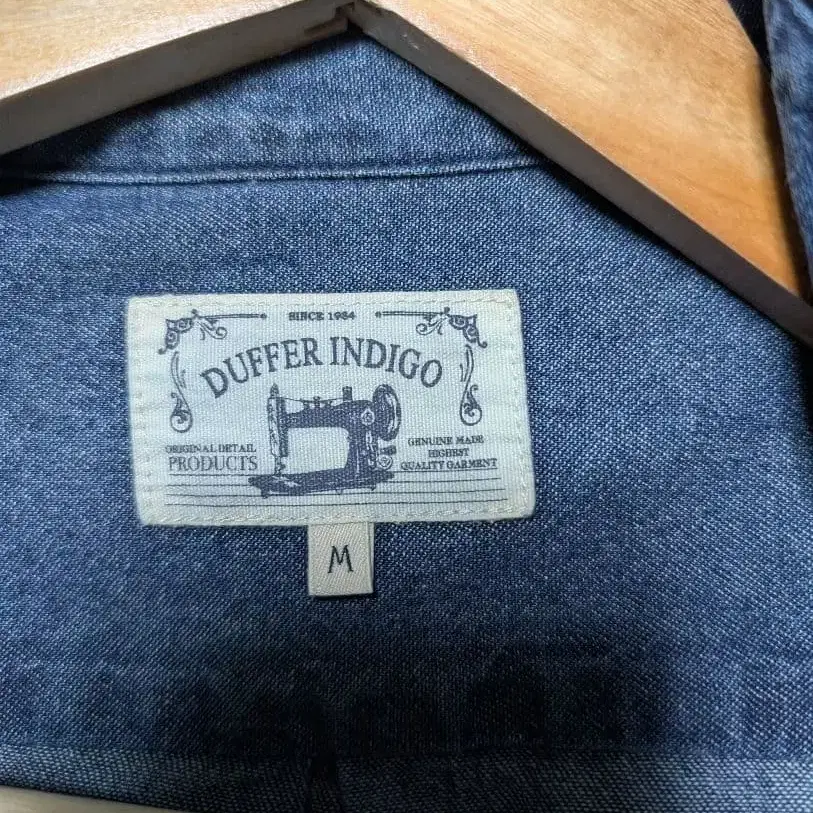 SINCE 1984
DUFFER INDIGO
ORIGINAL DETAIL
PRODUCTS
GENUINE MADE
HIGHEST
QUALITY GARMENT
M